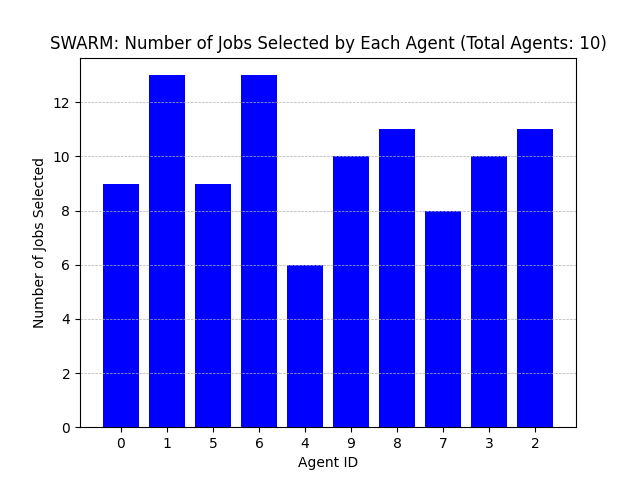 SWARM: Number of Jobs Selected by Each Agent (Total Agents: 10)
Number of Jobs Selected
12
10
8
6
4
2
0
0 1 5 6 4 9 8 7 3 2
Agent ID